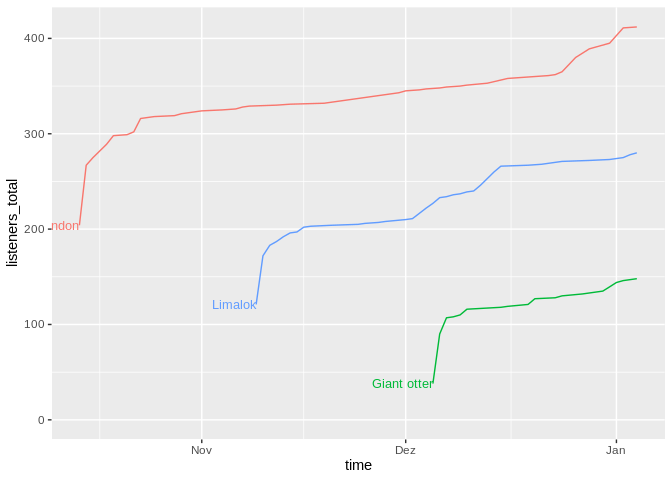 400
300
200
100
0
listeners_total
ndon
Limalok
Giant otter
Nov
Dez
Jan
time